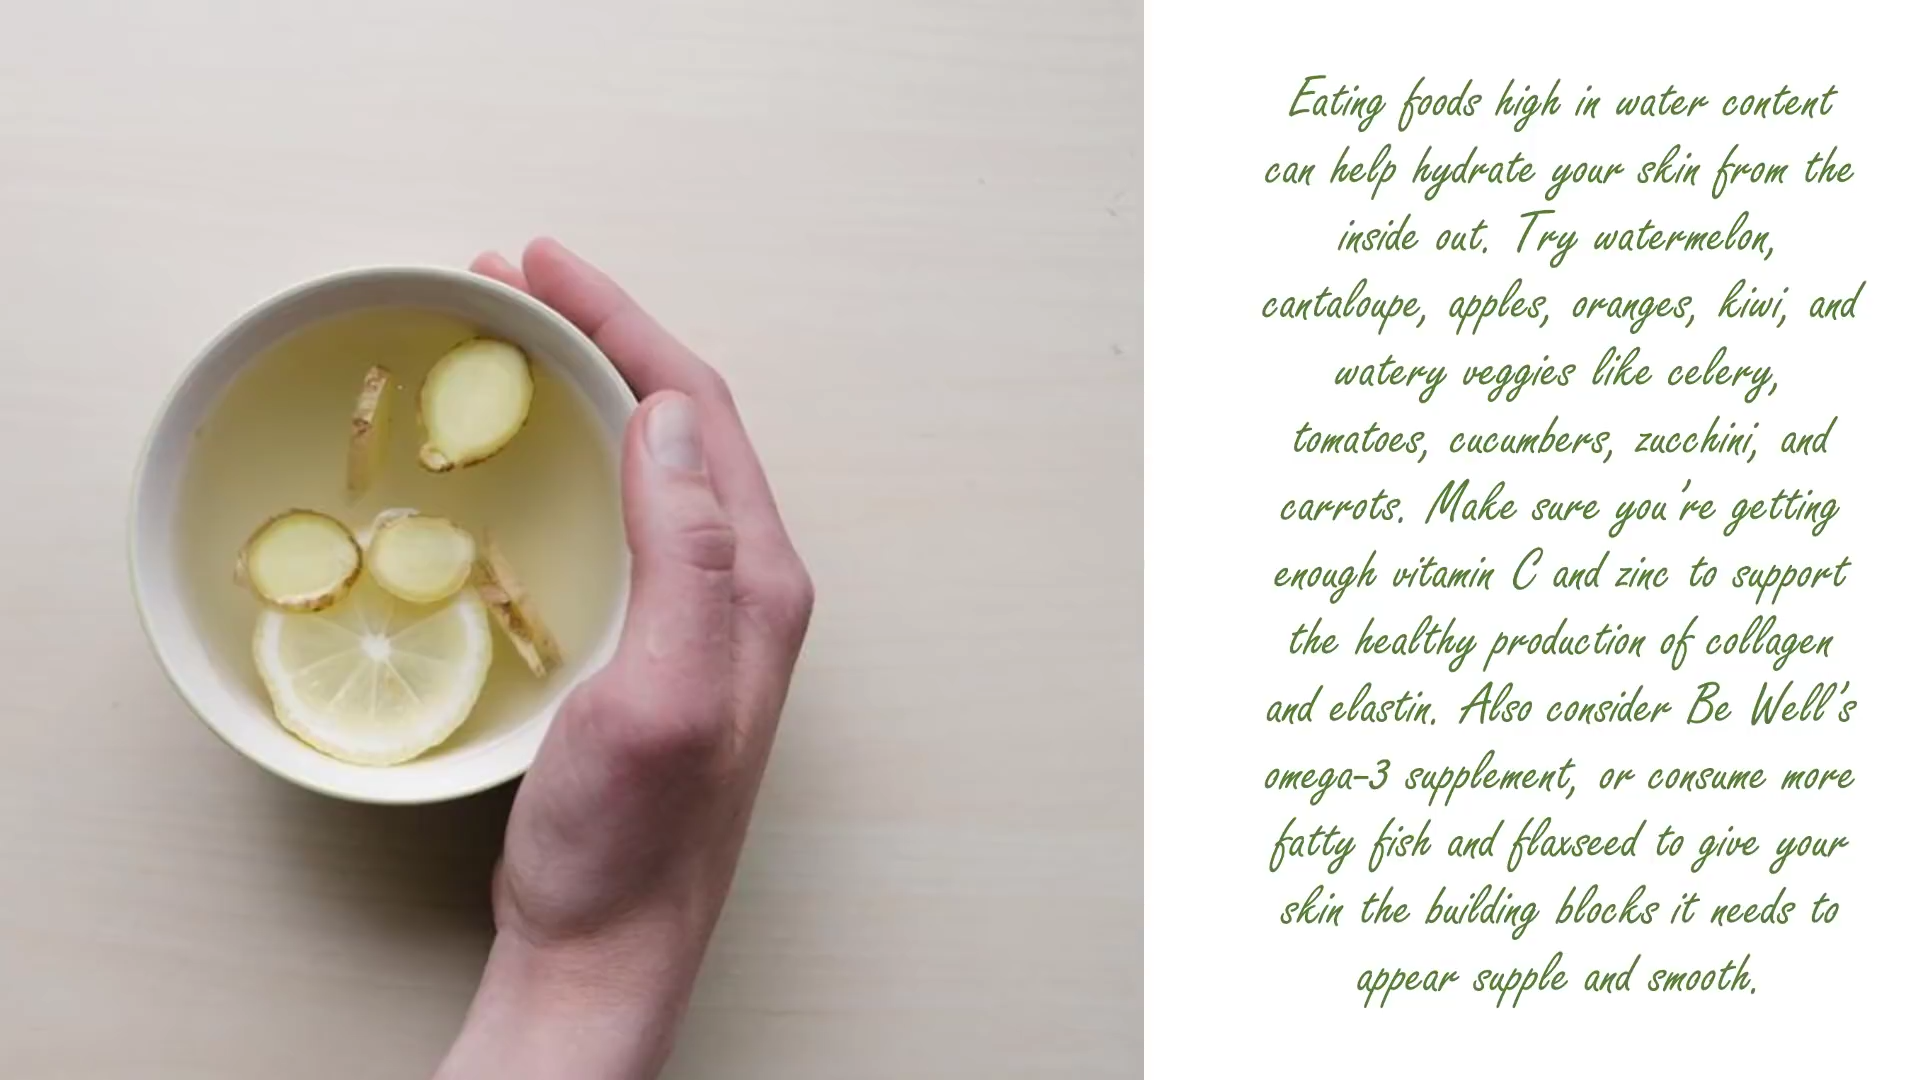 Eating foods high in water content
can help hydrate your skin from the
inside out. Try watermelon,
cantaloupe, apples, oranges, kiwi, and
watery veggies like celery,
tomatoes, cucumbers, zucchini, and
carrots. Make sure you're getting
enough vitamin C and zinc to support
the healthy production of collagen
and elastin. Also consider Be Well's
omega-3 supplement, or consume more
fatty fish and flaxseed to give your
skin the building blocks it needs to
appear supple and smooth.